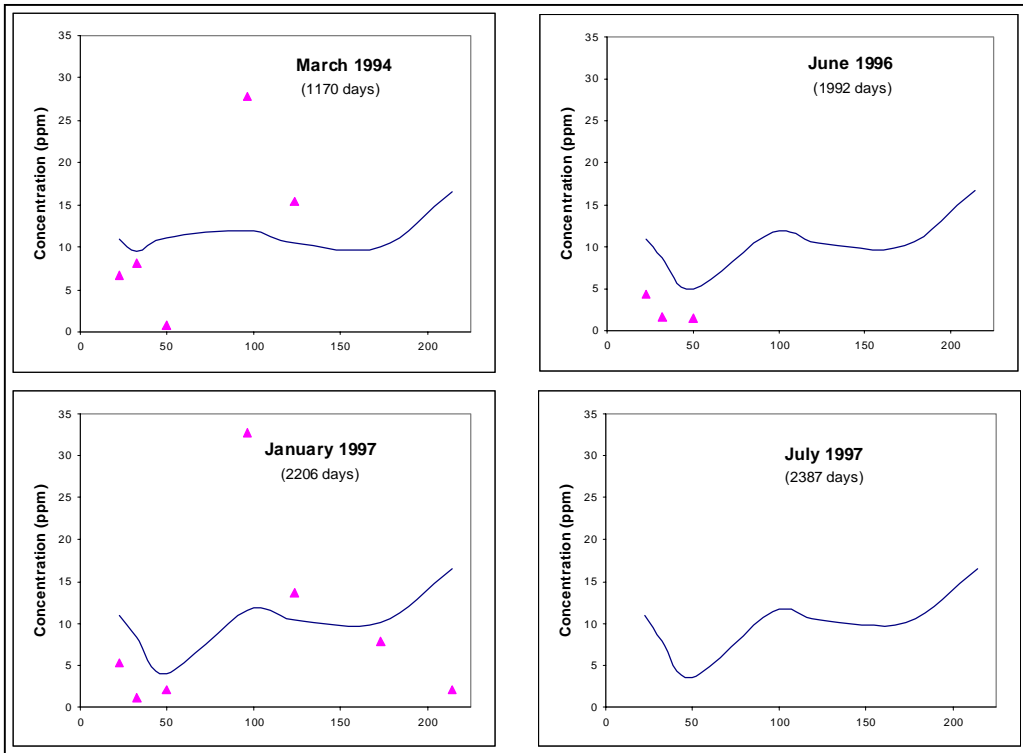 March 1994
(1170 days)
Concentration (ppm)
35
30
25
20
15
10
5
0
0 50 100 150 200
June 1996
(1992 days)
Concentration (ppm)
35
30
25
20
15
10
5
0
0 50 100 150 200
January 1997
(2206 days)
Concentration (ppm)
35
30
25
20
15
10
5
0
0 50 100 150 200
July 1997
(2387 days)
Concentration (ppm)
35
30
25
20
15
10
5
0
0 50 100 150 200